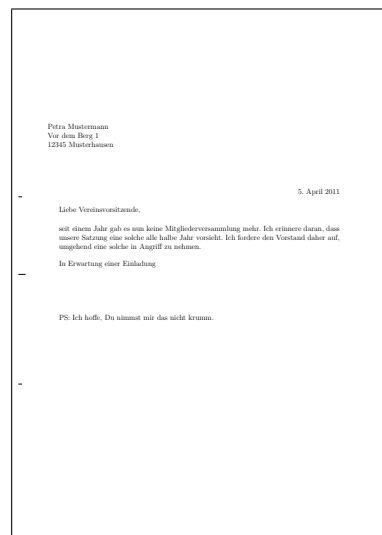 Petra Mustermann
Vor dem Berg 1
12345 Musterhausen
5. April 2011
Liebe Vereinsvorsitzende,
seit einem Jahr gab es nun keine Mitgliederversammlung mehr. Ich erinnere daran, dass
unsere Satzung eine solche alle halbe Jahr vorsieht. Ich fordere den Vorstand daher auf,
umgehend eine solche in Angriff zu nehmen.
In Erwartung einer Einladung
PS: Ich hoffe, Du nimmst mir das nicht krumm.